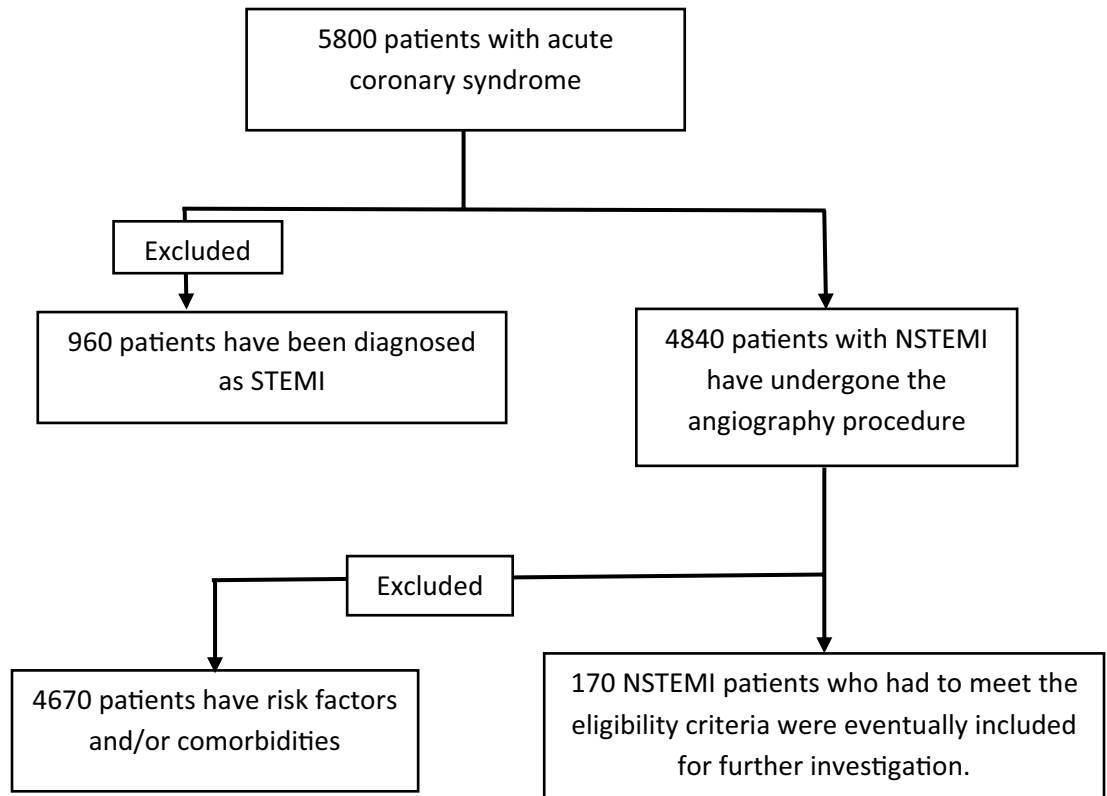 5800 patients with acute
coronary syndrome
Excluded
960 patients have been diagnosed
as STEMI
4840 patients with NSTEMI
have undergone the
angiography procedure
Excluded
4670 patients have risk factors
and/or comorbidities
170 NSTEMI patients who had to meet the
eligibility criteria were eventually included
for further investigation.